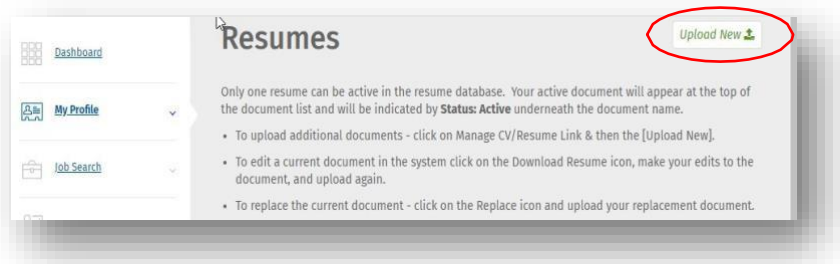 Resumes
Upload New
Dashboard
Only one resume can be active in the resume database. Your active document will appear at the top of
My Profile
the document list and will be indicated by Status: Active underneath the document name.
• To upload additional documents - click on Manage CV/Resume Link & then the [Upload New].
Job Search
• To edit a current document in the system click on the Download Resume icon, make your edits to the
document, and upload again.
• To replace the current document - click on the Replace icon and upload your replacement document.